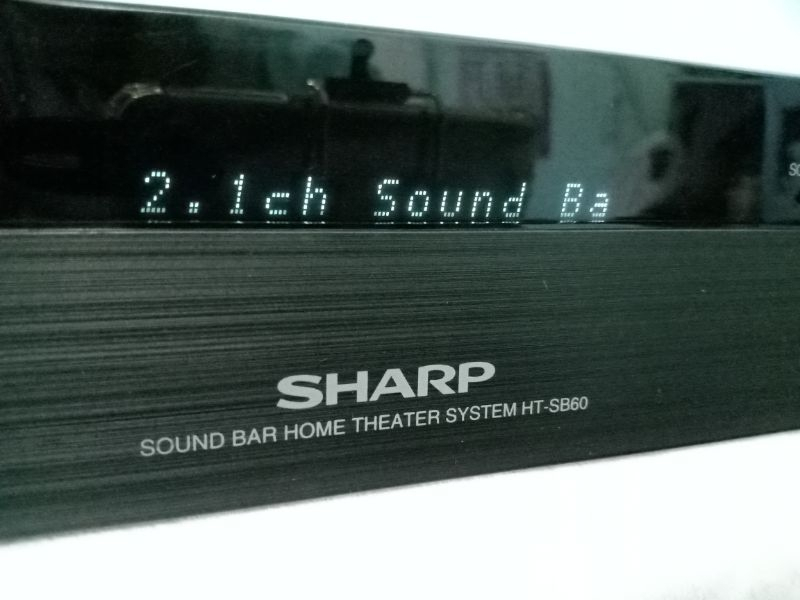 2.1ch Sound Ba
SHARP
SOUND BAR HOME THEATER SYSTEM HT-SB60